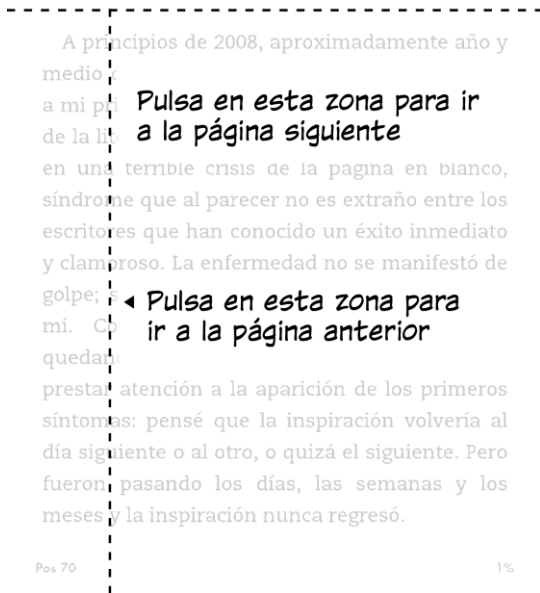 A principios de 2008, aproximadamente año y
medio
a mi
Pulsa en esta zona para ir
a la página siguiente
de la
en una terrible crisis de la página en blanco,
síndrome que al parecer no es extraño entre los
escritores que han conocido un éxito inmediato
y clamoroso. La enfermedad no se manifestó de
golpe;
◂ Pulsa en esta zona para
ir a la página anterior
mí.
prestar atención a la aparición de los primeros
síntomas: pensé que la inspiración volvería al
día siguiente o al otro, o quizá el siguiente. Pero
fueron pasando los días, las semanas y los
meses y la inspiración nunca regresó.
Pos 70
1%